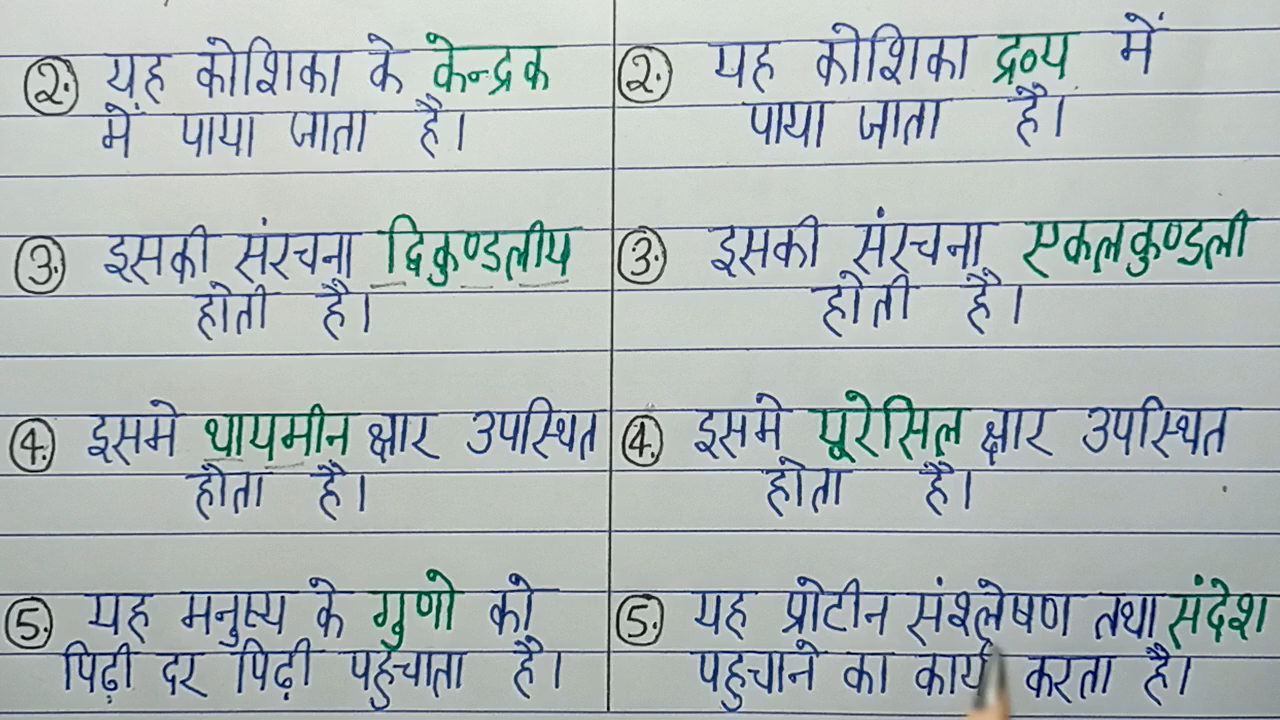 2. यह कोशिका के केन्द्रक
में पाया जाता है।
3. इसकी संरचना द्विकुण्डलीय
होती है।
4. इसमे थायमीन क्षार उपस्थित
होता है।
5. यह मनुष्य के गुणो को
पिढ़ी दर पिढ़ी पहुंचाता है।
2. यह कोशिका द्रव्य में
पाया जाता है।
3. इसकी संरचना एकलकुण्डली
होती है।
4. इसमे यूरेसिल क्षार उपस्थित
होता है।
5. यह प्रोटीन संश्लेषण तथा संदेश
पहुचाने का कार्य करता है।